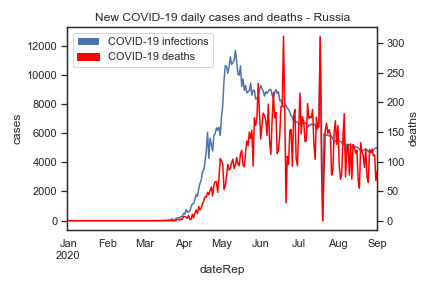 New COVID-19 daily cases and deaths - Russia
COVID-19 infections
COVID-19 deaths
cases
12000
10000
8000
6000
4000
2000
0
deaths
300
250
200
150
100
50
0
Jan Feb Mar Apr May Jun Jul Aug Sep
2020
dateRep